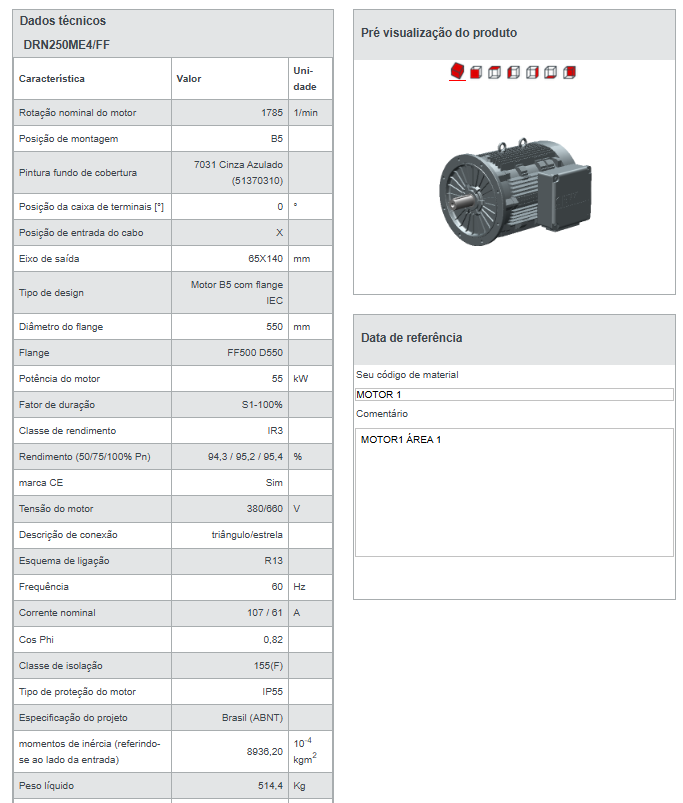 Dados técnicos
DRN250ME4/FF
Característica Valor Uni-
dade
Rotação nominal do motor 1785 1/min
Posição de montagem B5
Pintura fundo de cobertura 7031 Cinza Azulado
(51370310)
Posição da caixa de terminais [°] 0 °
Posição de entrada do cabo X
Eixo de saída 65X140 mm
Tipo de design Motor B5 com flange
IEC
Diâmetro do flange 550 mm
Flange FF500 D550
Potência do motor 55 kW
Fator de duração S1-100%
Classe de rendimento IR3
Rendimento (50/75/100% Pn) 94,3 / 95,2 / 95,4 %
marca CE Sim
Tensão do motor 380/660 V
Descrição de conexão triângulo/estrela
Esquema de ligação R13
Frequência 60 Hz
Corrente nominal 107 / 61 A
Cos Phi 0,82
Classe de isolação 155(F)
Tipo de proteção do motor IP55
Especificação do projeto Brasil (ABNT)
momentos de inércia (referindo-
se ao lado da entrada) 8936,20 10⁻⁴
kgm²
Peso líquido 514,4 Kg
Pré visualização do produto
Data de referência
Seu código de material
MOTOR 1
Comentário
MOTOR1 ÁREA 1